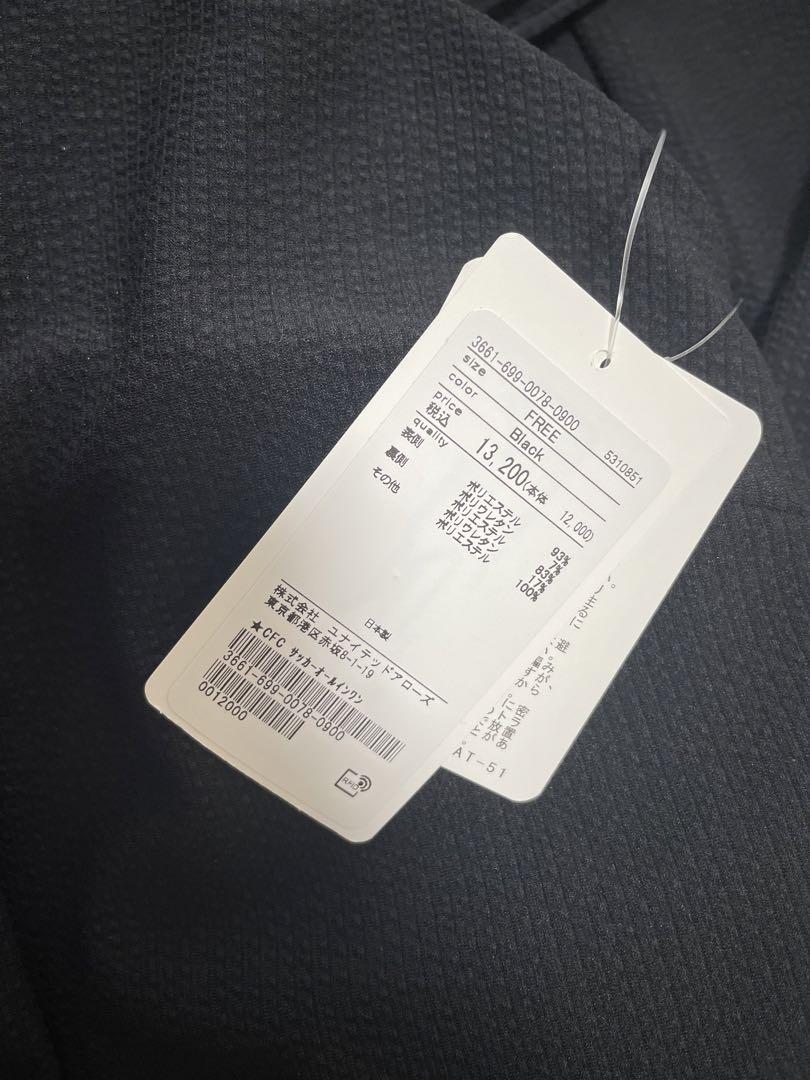 3661-699-0078-0900
size FREE 5310851
color Black
price
税込 13,200(本体 12,000)
quality
表側 ポリエステル 93%
ポリウレタン 7%
裏側 ポリエステル 83%
ポリウレタン 17%
その他 ポリエステル 100%
日本製
株式会社 ユナイテッドアローズ
東京都港区赤坂8-1-19
★CFC サッカーオールインワン
3661-699-0078-0900
0012000
RFID
AT-51